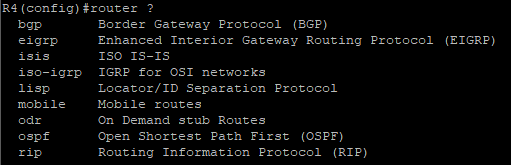 R4(config)#router ?
bgp Border Gateway Protocol (BGP)
eigrp Enhanced Interior Gateway Routing Protocol (EIGRP)
isis ISO IS-IS
iso-igrp IGRP for OSI networks
lisp Locator/ID Separation Protocol
mobile Mobile routes
odr On Demand stub Routes
ospf Open Shortest Path First (OSPF)
rip Routing Information Protocol (RIP)